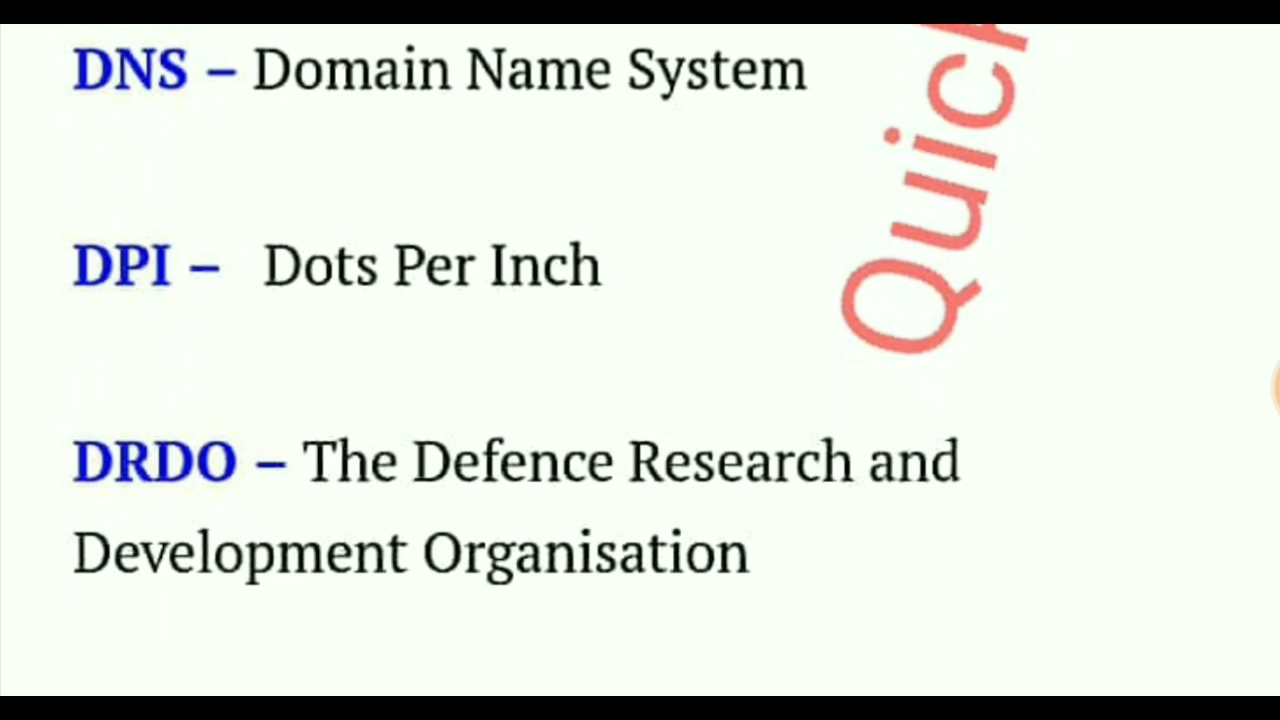 DNS – Domain Name System
DPI – Dots Per Inch
DRDO – The Defence Research and
Development Organisation